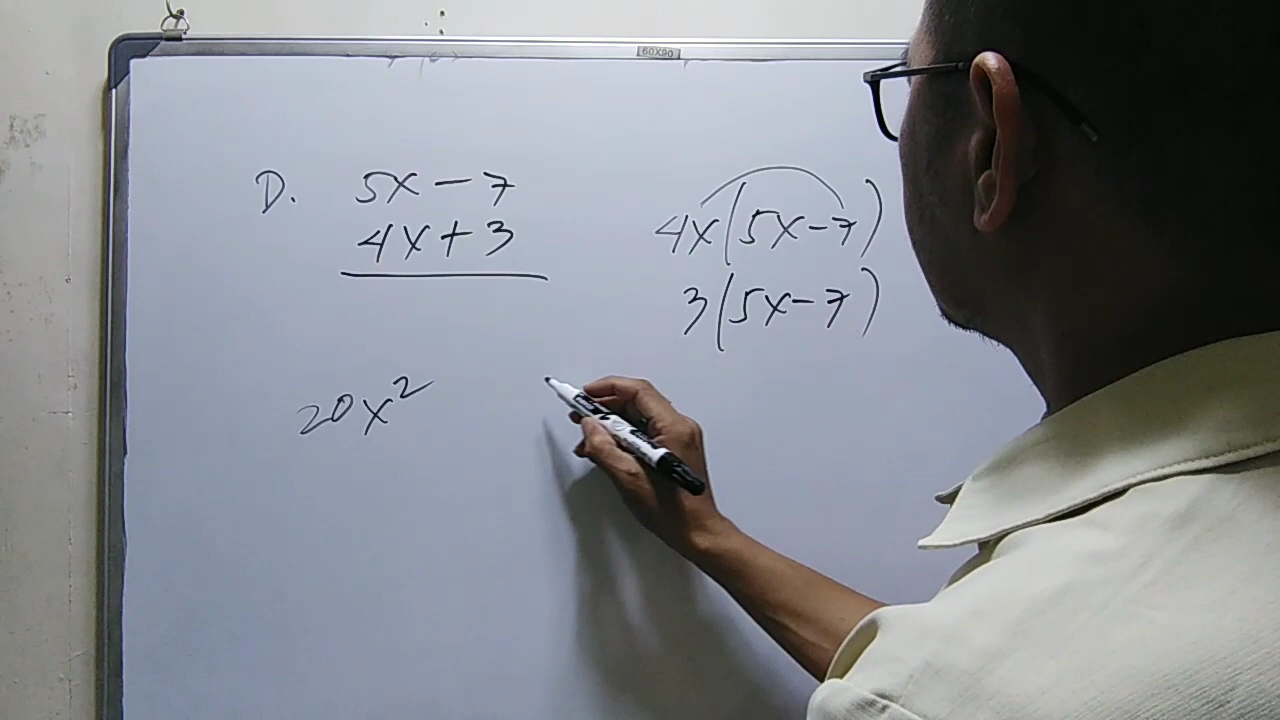 60X90
D. 5x - 7
4x + 3
4x(5x - 7)
3(5x - 7)
20x²